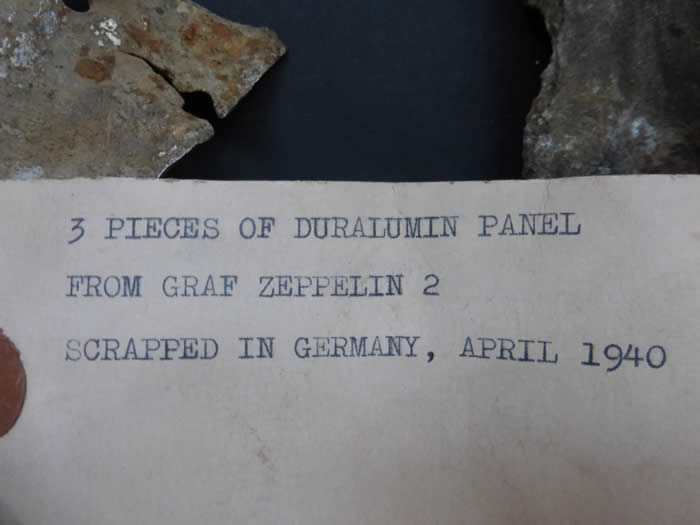 3 PIECES OF DURALUMIN PANEL
FROM GRAF ZEPPELIN 2
SCRAPPED IN GERMANY, APRIL 1940